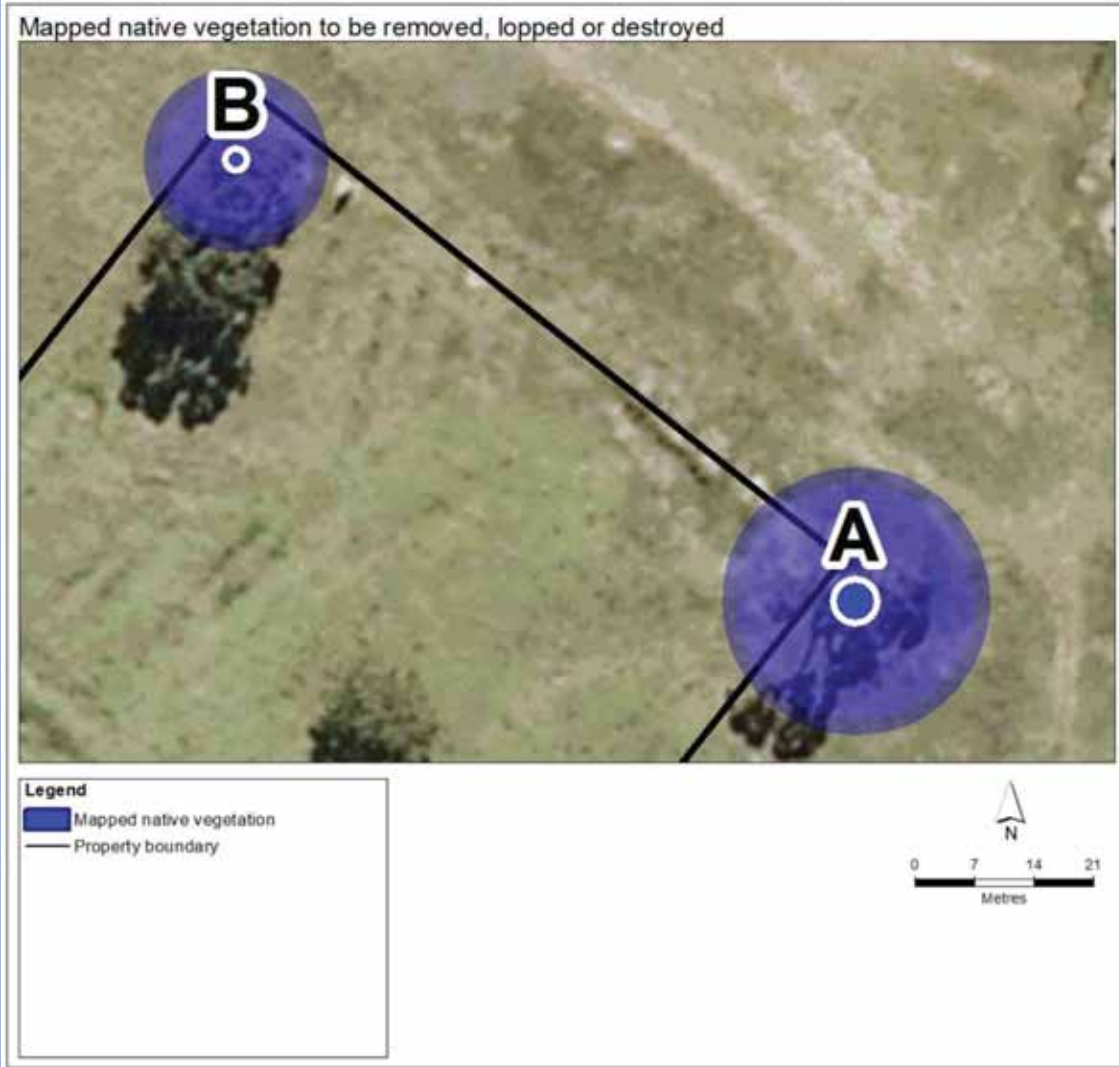 Mapped native vegetation to be removed, lopped or destroyed
B
A
Legend
Mapped native vegetation
Property boundary
N
0 7 14 21
Metres